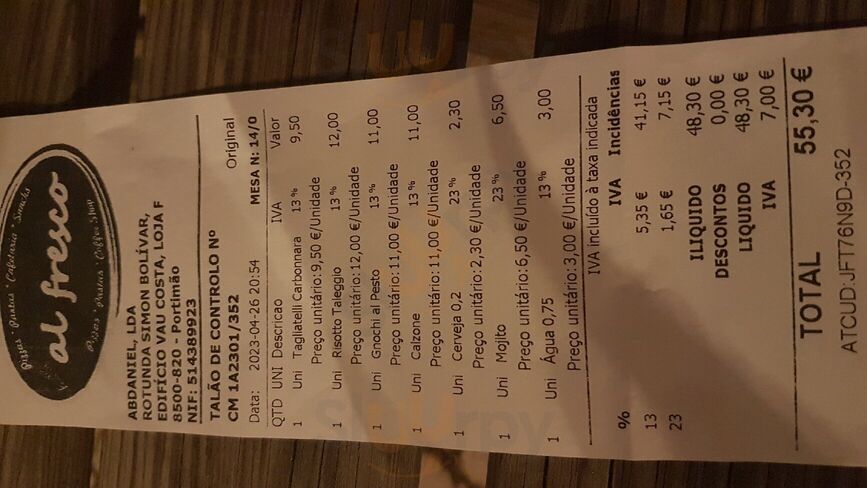 Pizzas · Pastas · Cafetaria · Snacks
al fresco
Pizzas · Pastas · Coffee Shop
ABDANIEL, LDA
ROTUNDA SIMON BOLÍVAR,
EDIFÍCIO VAU COSTA, LOJA F
8500-820 - Portimão
NIF: 514389923
TALÃO DE CONTROLO Nº
CM 1A2301/352 Original
Data: 2023-04-26 20:54 MESA N: 14/0
QTD UNI Descricao IVA Valor
1 Uni Tagliatelli Carbonnara 13 % 9,50
Preço unitário:9,50 €/Unidade
1 Uni Risotto Taleggio 13 % 12,00
Preço unitário:12,00 €/Unidade
1 Uni Gnochi al Pesto 13 % 11,00
Preço unitário:11,00 €/Unidade
1 Uni Calzone 13 % 11,00
Preço unitário:11,00 €/Unidade
1 Uni Cerveja 0,2 23 % 2,30
Preço unitário:2,30 €/Unidade
1 Uni Mojito 23 % 6,50
Preço unitário:6,50 €/Unidade
1 Uni Água 0,75 13 % 3,00
Preço unitário:3,00 €/Unidade
IVA incluído à taxa indicada
% IVA Incidências
13 5,35 € 41,15 €
23 1,65 € 7,15 €
ILIQUIDO 48,30 €
DESCONTOS 0,00 €
LIQUIDO 48,30 €
IVA 7,00 €
TOTAL 55,30 €
ATCUD:JFT76N9D-352